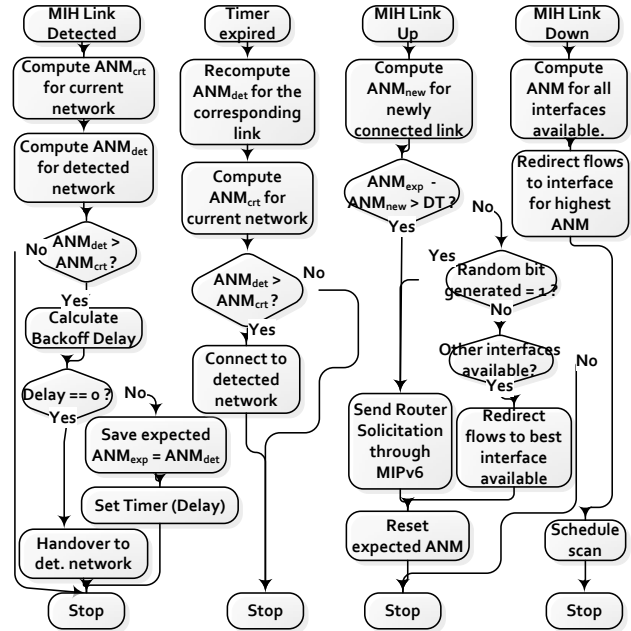 MIH Link
Detected
Compute ANMcrt
for current
network
Compute ANMdet
for detected
network
ANMdet >
ANMcrt ?
No
Yes
Calculate
Backoff Delay
Delay == 0 ?
No
Yes
Save expected
ANMexp = ANMdet
Set Timer (Delay)
Handover to
det. network
Stop
Timer
expired
Recompute
ANMdet for the
corresponding
link
Compute
ANMcrt for
current network
ANMdet >
ANMcrt ?
No
Yes
Connect to
detected
network
Stop
MIH Link
Up
Compute
ANMnew for
newly
connected link
ANMexp -
ANMnew > DT ?
Yes
No
Yes
Random bit
generated = 1 ?
No
Other interfaces
available?
No
Yes
Send Router
Solicitation
through
MIPv6
Redirect
flows to best
interface
available
Reset
expected ANM
Stop
MIH Link
Down
Compute
ANM for all
interfaces
available.
Redirect flows
to interface
for highest
ANM
Schedule
scan
Stop